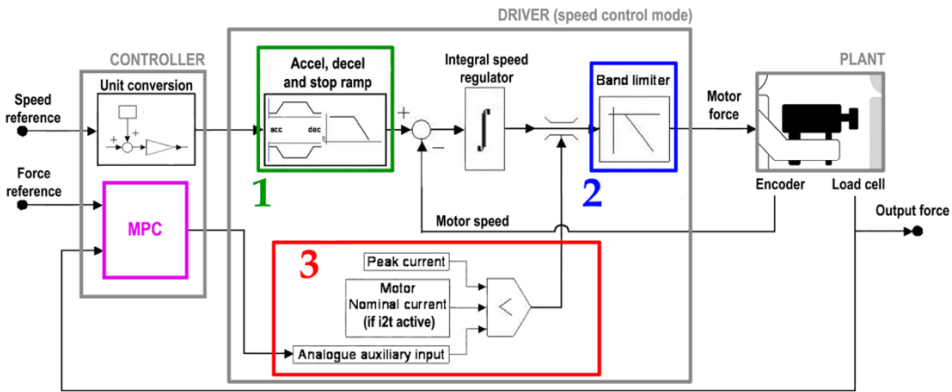 DRIVER (speed control mode)
CONTROLLER
PLANT
Unit conversion
Accel, decel
and stop ramp
Integral speed
regulator
Band limiter
Speed
reference
Motor
force
acc
dec
0
+
+
+
−
1
2
Force
reference
MPC
Encoder
Load cell
Motor speed
Output force
3
Peak current
Motor
Nominal current
(if i2t active)
<
Analogue auxiliary input